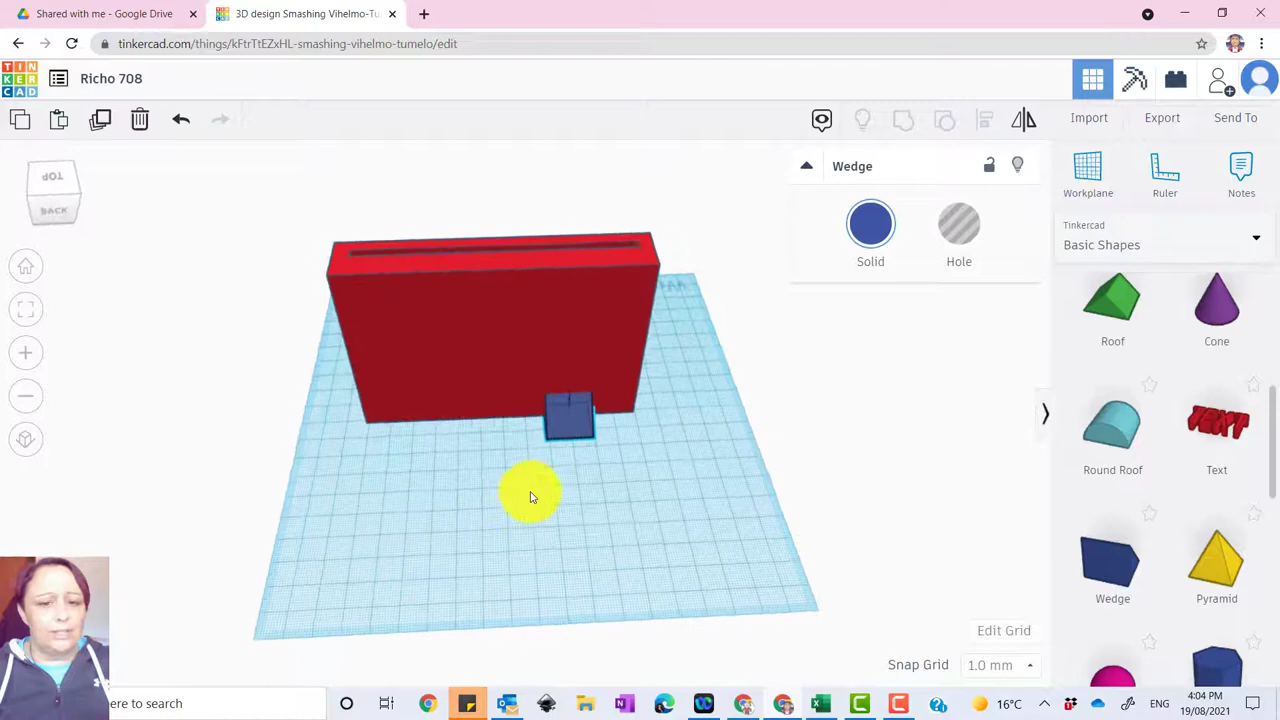 Shared with me - Google Drive
3D design Smashing Vihelmo-Tu
tinkercad.com/things/kFtrTtEZxHL-smashing-vihelmo-tumelo/edit
TIN
KER
CAD
Richo 708
Import
Export
Send To
TOP
BACK
Wedge
Solid
Hole
Workplane
Ruler
Notes
Tinkercad
Basic Shapes
Roof
Cone
TEXT
Round Roof
Text
Wedge
Pyramid
Edit Grid
Snap Grid
1.0 mm
here to search
16°C
ENG
4:04 PM
19/08/2021